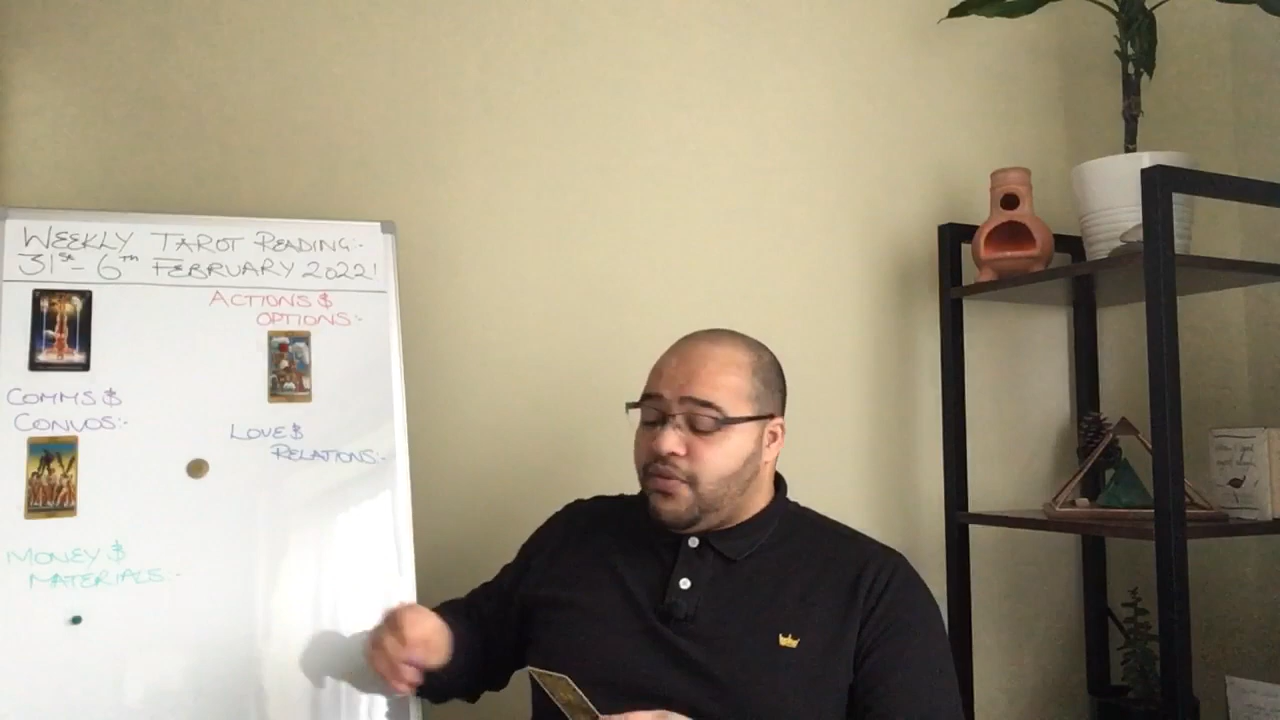 WEEKLY TAROT READING:-
31ST - 6TH FEBRUARY 2022!
ACTIONS &
OPTIONS:-
COMMS &
CONVOS:-
LOVE &
RELATIONS:-
MONEY &
MATERIALS:-